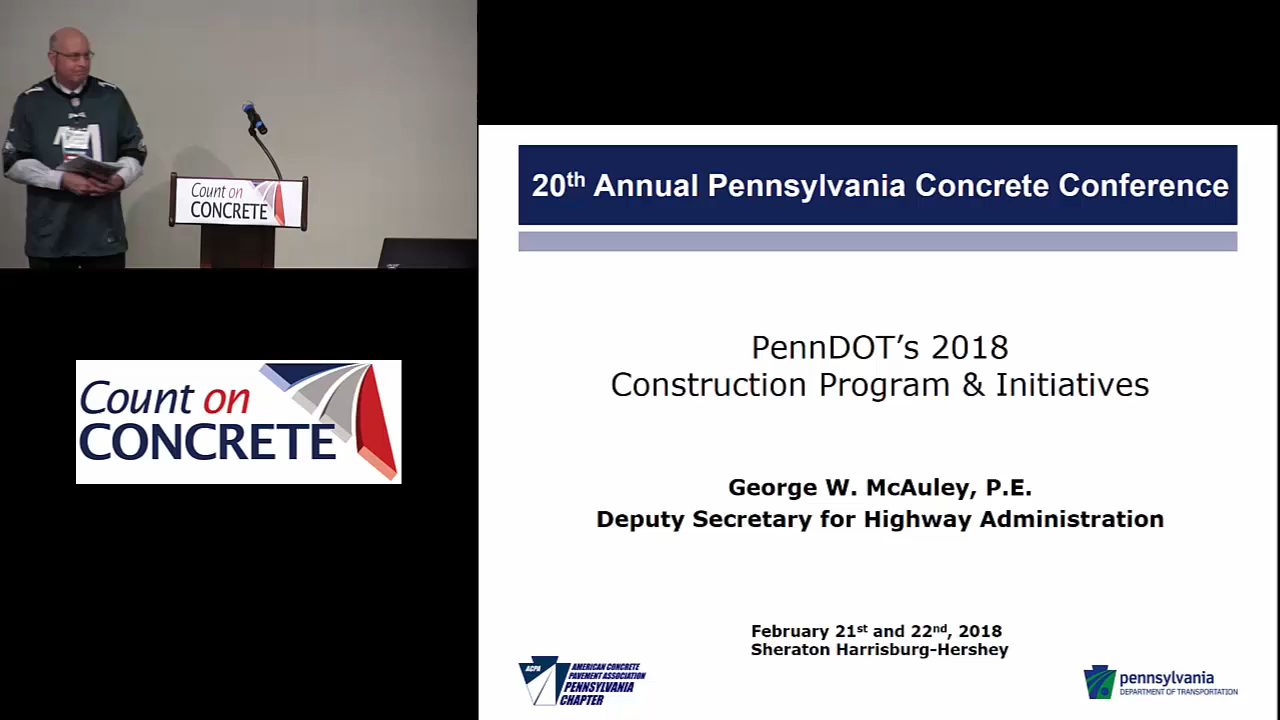 Count on
CONCRETE
Count on
CONCRETE
20th Annual Pennsylvania Concrete Conference
PennDOT’s 2018
Construction Program & Initiatives
George W. McAuley, P.E.
Deputy Secretary for Highway Administration
February 21st and 22nd, 2018
Sheraton Harrisburg-Hershey
ACPA
AMERICAN CONCRETE
PAVEMENT ASSOCIATION
PENNSYLVANIA
CHAPTER
pennsylvania
DEPARTMENT OF TRANSPORTATION